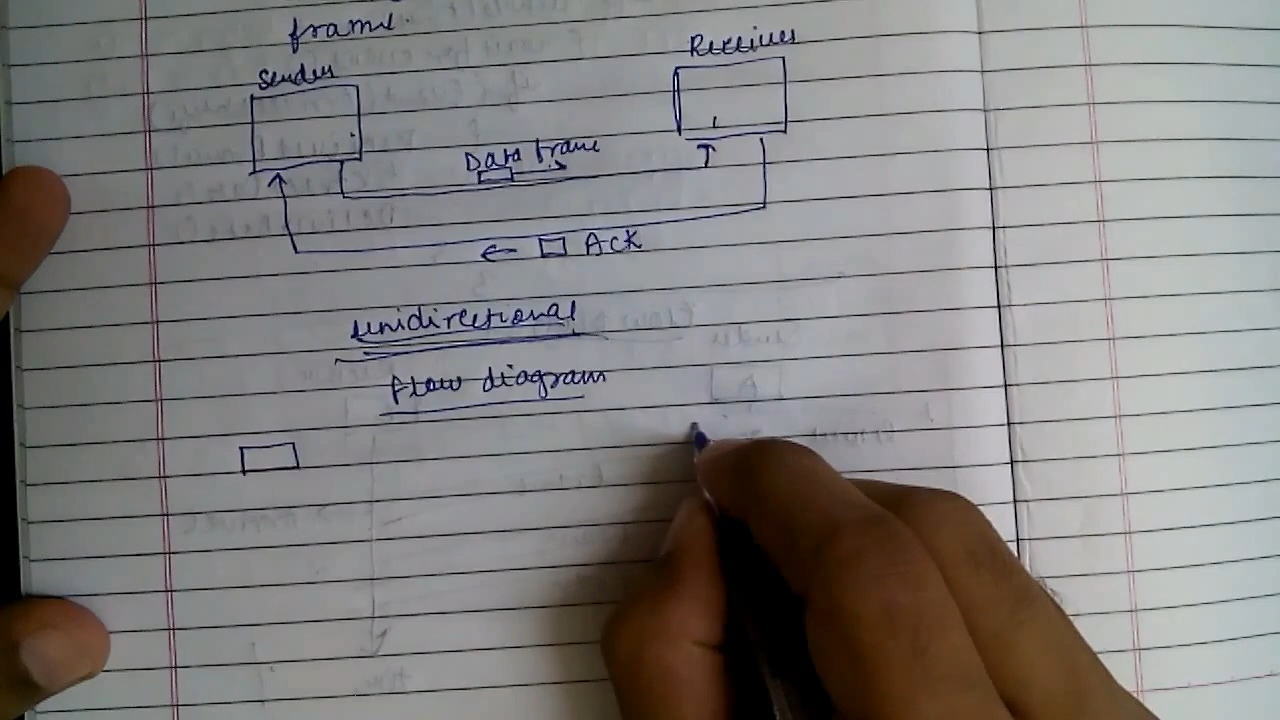 frame.
Sender
Receiver
Data frame
Ack
unidirectional
flow diagram